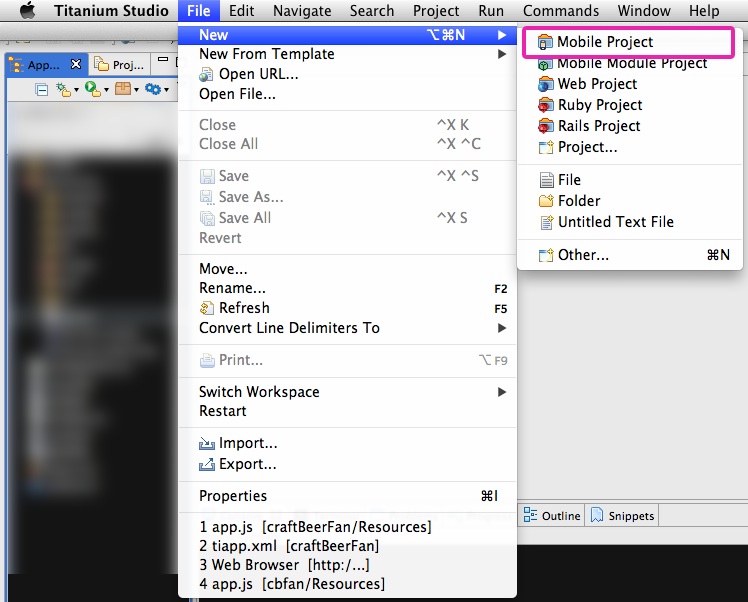 Titanium Studio File Edit Navigate Search Project Run Commands Window Help
App... Proj...
New ⌥⌘N
New From Template
Open URL...
Open File...
Close ^X K
Close All ^X ^C
Save ^X ^S
Save As...
Save All ^X S
Revert
Move...
Rename... F2
Refresh F5
Convert Line Delimiters To
Print... ⌥F9
Switch Workspace
Restart
Import...
Export...
Properties ⌘I
1 app.js [craftBeerFan/Resources]
2 tiapp.xml [craftBeerFan]
3 Web Browser [http:/...]
4 app.js [cbfan/Resources]
Mobile Project
Mobile Module Project
Web Project
Ruby Project
Rails Project
Project...
File
Folder
Untitled Text File
Other... ⌘N
Outline Snippets